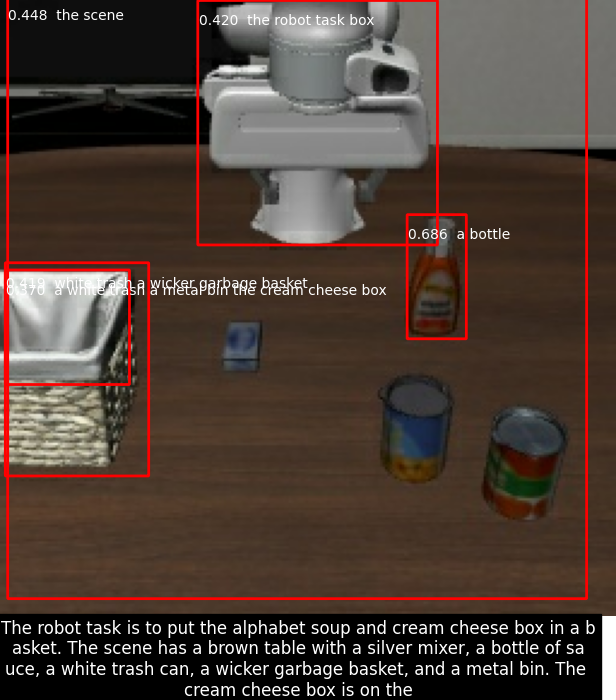 0.448 the scene
0.420 the robot task box
0.686 a bottle
white trash a wicker garbage basket
0.370 a white trash a metal bin the cream cheese box
The robot task is to put the alphabet soup and cream cheese box in a b
asket. The scene has a brown table with a silver mixer, a bottle of sa
uce, a white trash can, a wicker garbage basket, and a metal bin. The
cream cheese box is on the